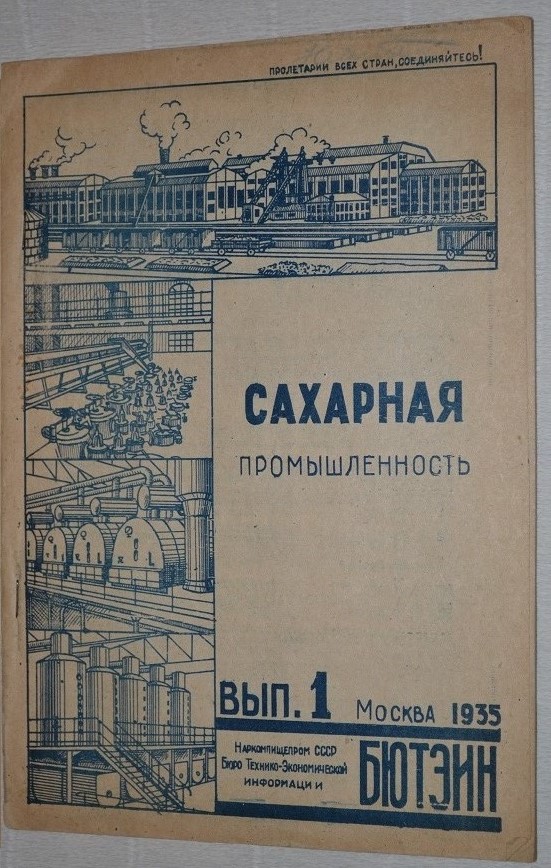 ПРОЛЕТАРИИ ВСЕХ СТРАН, СОЕДИНЯЙТЕСЬ!
САХАРНАЯ
ПРОМЫШЛЕННОСТЬ
ВЫП. 1 МОСКВА 1935
НАРКОМПИЩЕПРОМ СССР
БЮРО ТЕХНИКО-ЭКОНОМИЧЕСКОЙ
ИНФОРМАЦИИ
БЮТЭИН